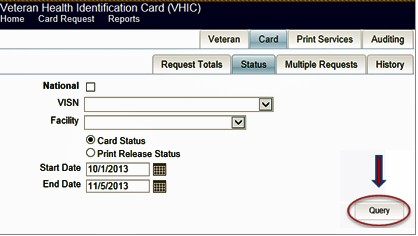 Veteran Health Identification Card (VHIC)
Home Card Request Reports
Veteran Card Print Services Auditing
Request Totals Status Multiple Requests History
National
VISN
Facility
Card Status
Print Release Status
Start Date 10/1/2013
End Date 11/5/2013
Query